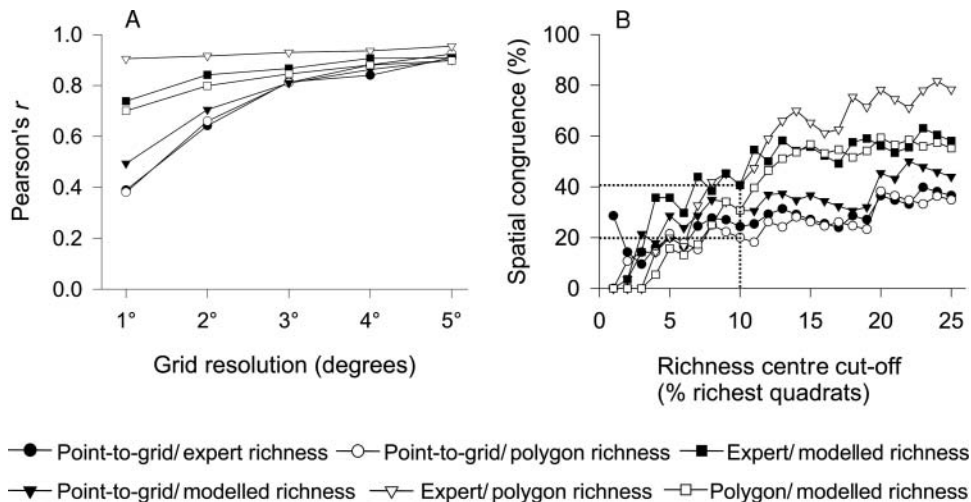 A
B
Pearson's r
1.0
0.8
0.6
0.4
0.2
0.0
1° 2° 3° 4° 5°
Grid resolution (degrees)
Spatial congruence (%)
100
80
60
40
20
0
0 5 10 15 20 25
Richness centre cut-off
(% richest quadrats)
Point-to-grid/ expert richness Point-to-grid/ polygon richness Expert/ modelled richness
Point-to-grid/ modelled richness Expert/ polygon richness Polygon/ modelled richness